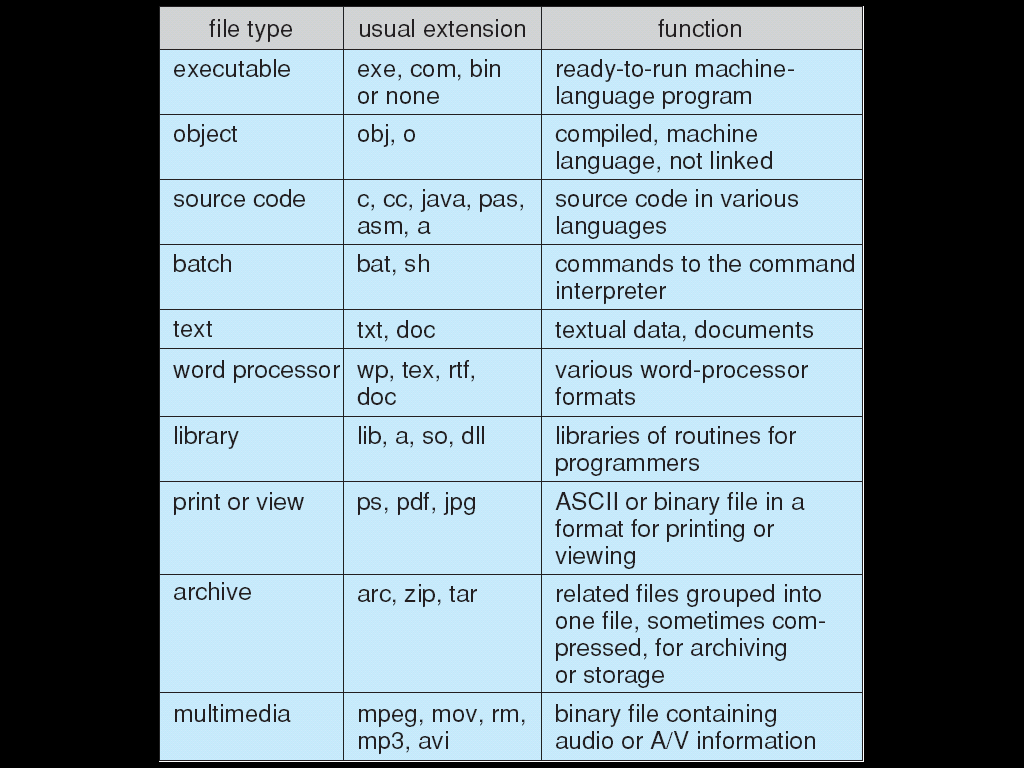 file type usual extension function
executable exe, com, bin ready-to-run machine-
or none language program
object obj, o compiled, machine
language, not linked
source code c, cc, java, pas, source code in various
asm, a languages
batch bat, sh commands to the command
interpreter
text txt, doc textual data, documents
word processor wp, tex, rtf, various word-processor
doc formats
library lib, a, so, dll libraries of routines for
programmers
print or view ps, pdf, jpg ASCII or binary file in a
format for printing or
viewing
archive arc, zip, tar related files grouped into
one file, sometimes com-
pressed, for archiving
or storage
multimedia mpeg, mov, rm, binary file containing
mp3, avi audio or A/V information